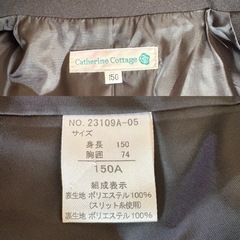 Catherine Cottage
150
NO. 23109A-05
サイズ
身長 150
胸囲 74
150A
組成表示
表生地 ポリエステル100%
(スリット糸使用)
裏生地 ポリエステル100%